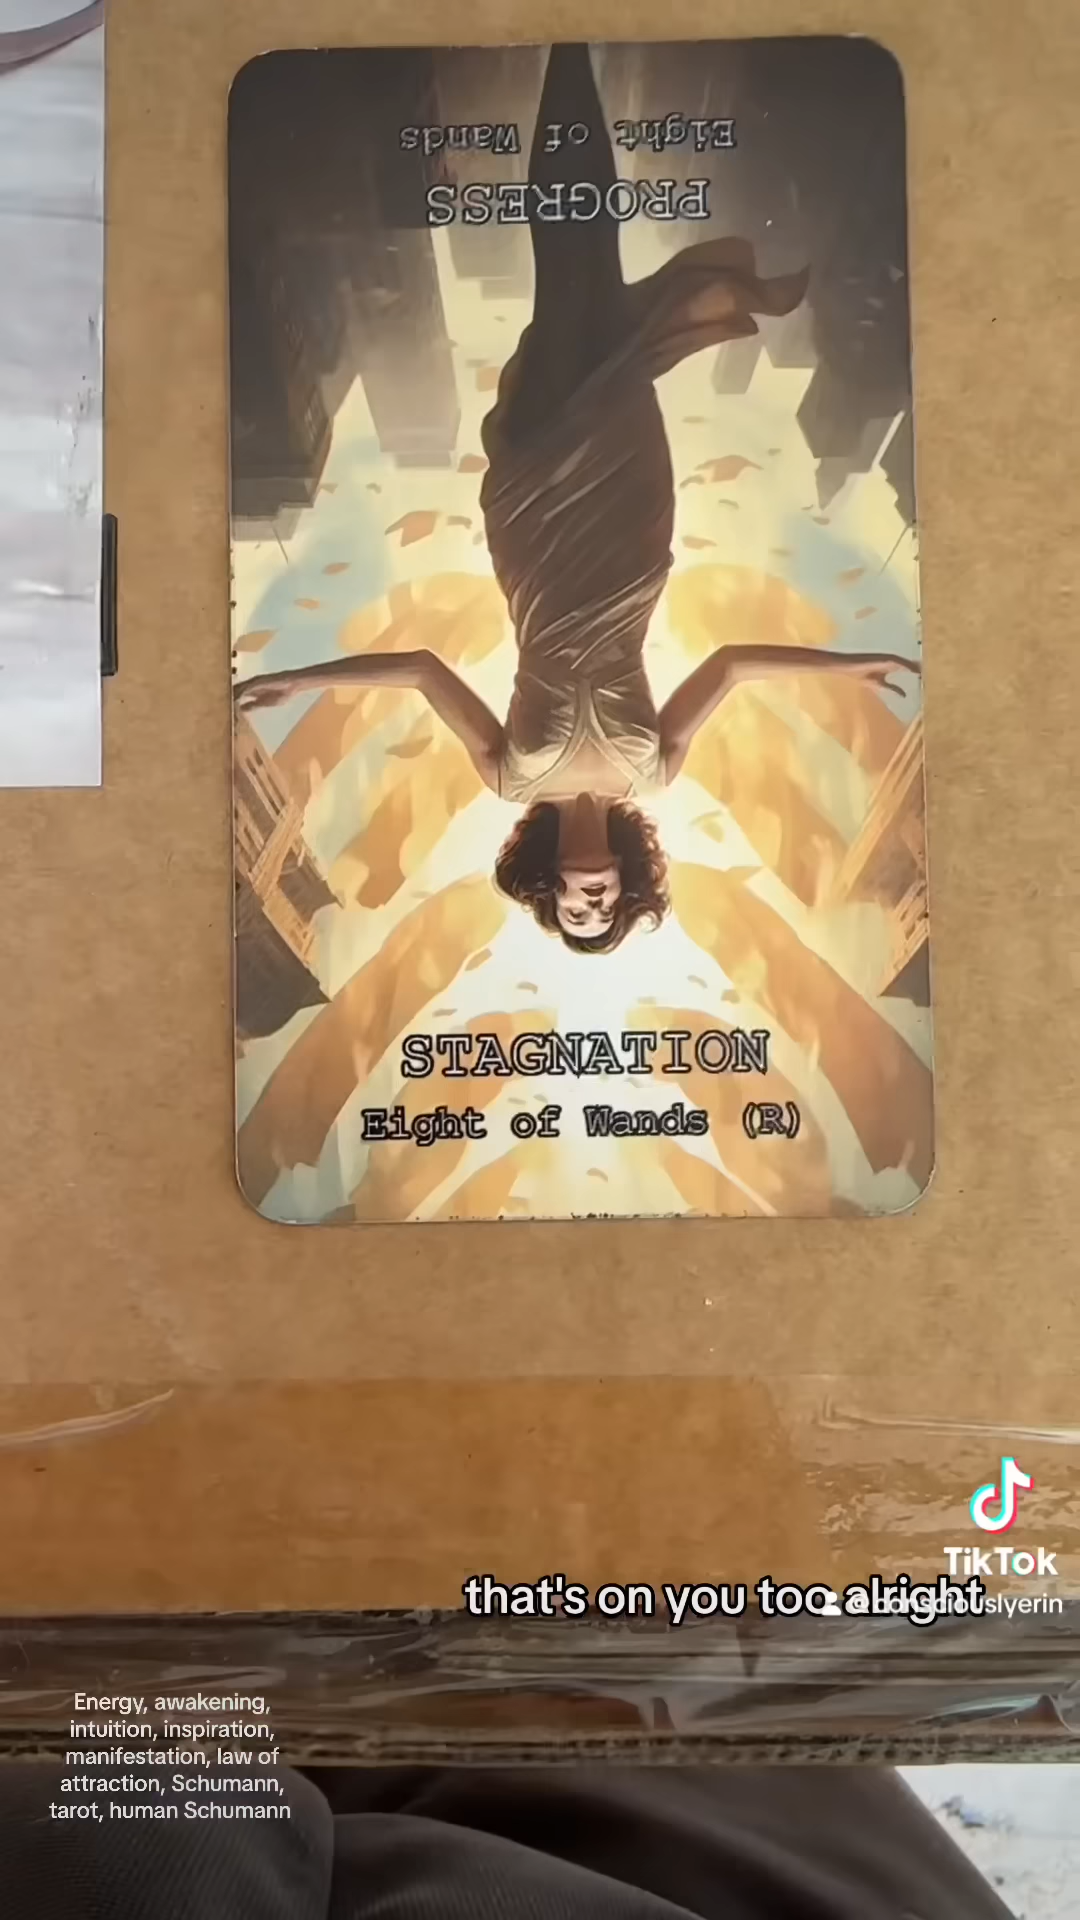 Eight of Wands
PROGRESS
STAGNATION
Eight of Wands (R)
TikTok
that's on you too alright
@consciouslyerin
Energy, awakening,
intuition, inspiration,
manifestation, law of
attraction, Schumann,
tarot, human Schumann